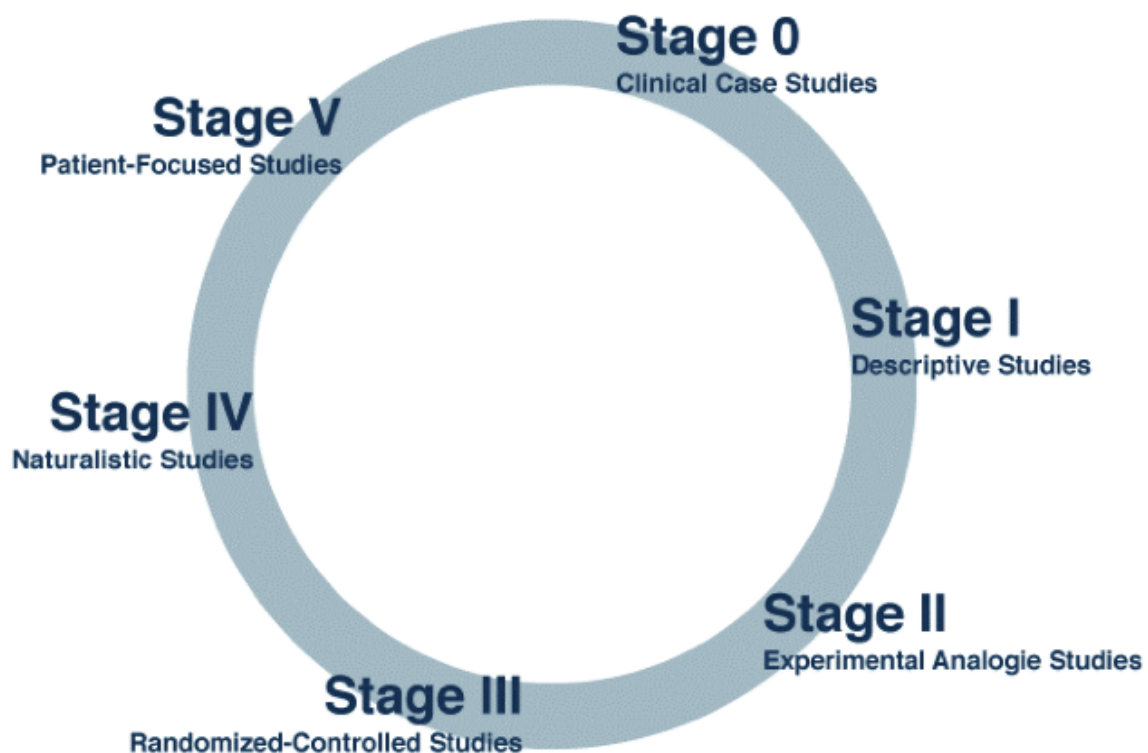 Stage 0
Clinical Case Studies
Stage I
Descriptive Studies
Stage II
Experimental Analogie Studies
Stage III
Randomized-Controlled Studies
Stage IV
Naturalistic Studies
Stage V
Patient-Focused Studies